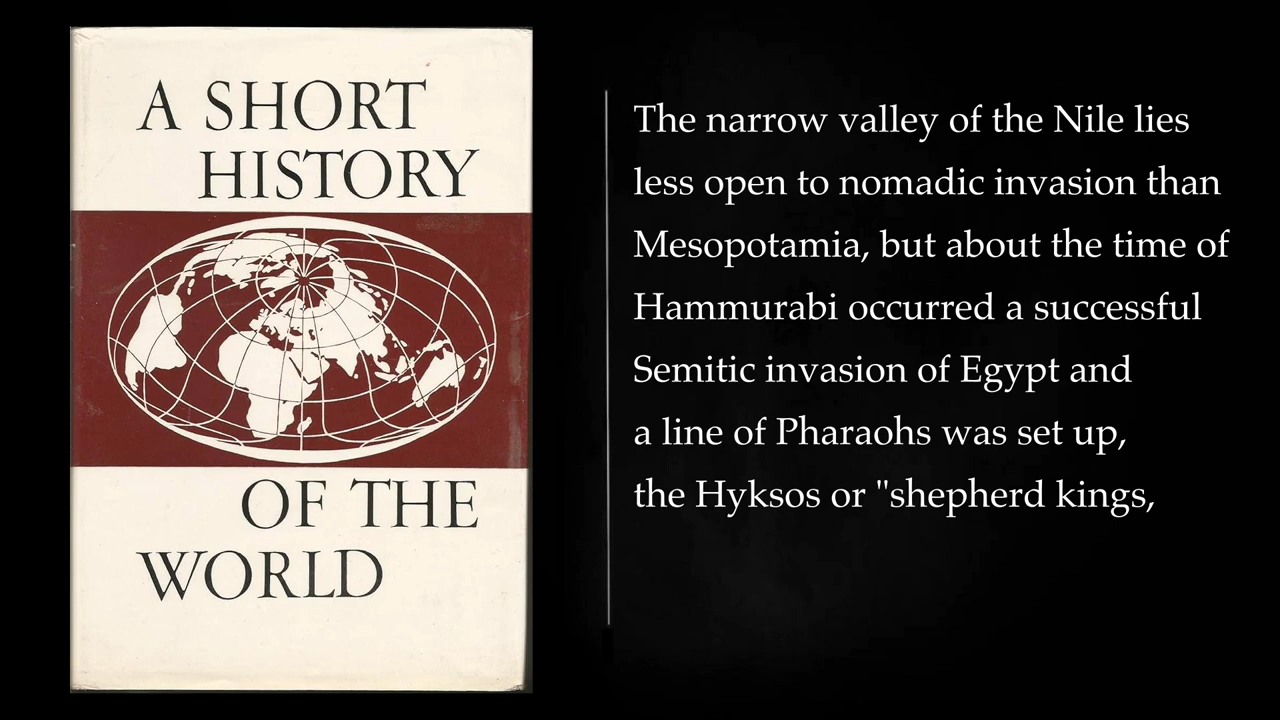 A SHORT
HISTORY
OF THE
WORLD
The narrow valley of the Nile lies
less open to nomadic invasion than
Mesopotamia, but about the time of
Hammurabi occurred a successful
Semitic invasion of Egypt and
a line of Pharaohs was set up,
the Hyksos or "shepherd kings,